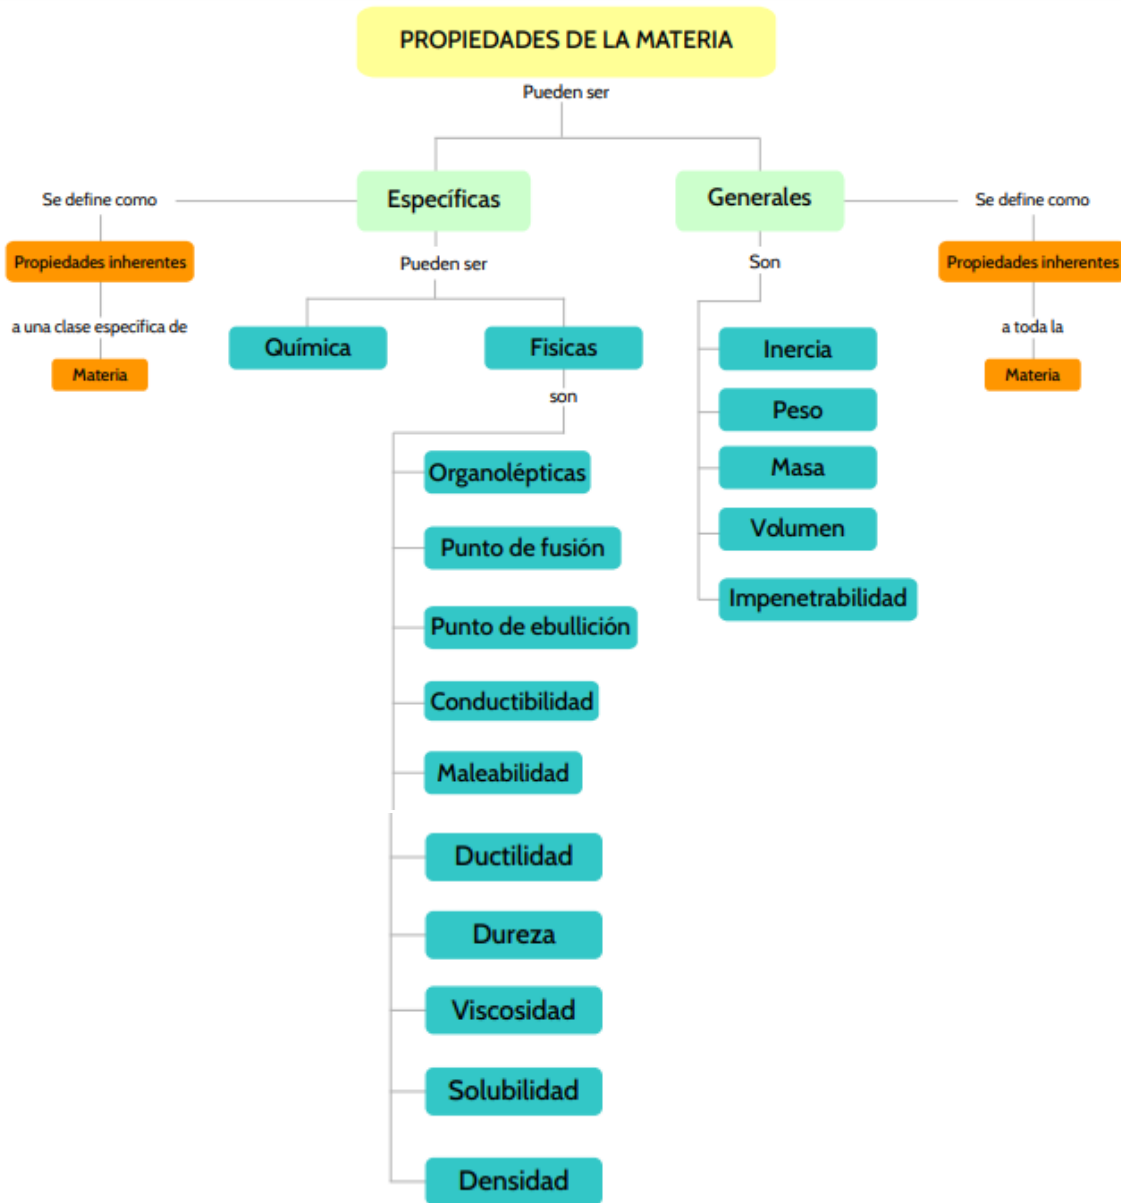 PROPIEDADES DE LA MATERIA
Pueden ser
Específicas
Generales
Se define como
Se define como
Propiedades inherentes
Pueden ser
Son
Propiedades inherentes
a una clase específica de
Química
Fisicas
Inercia
a toda la
Materia
son
Peso
Materia
Organolépticas
Masa
Punto de fusión
Volumen
Punto de ebullición
Impenetrabilidad
Conductibilidad
Maleabilidad
Ductilidad
Dureza
Viscosidad
Solubilidad
Densidad